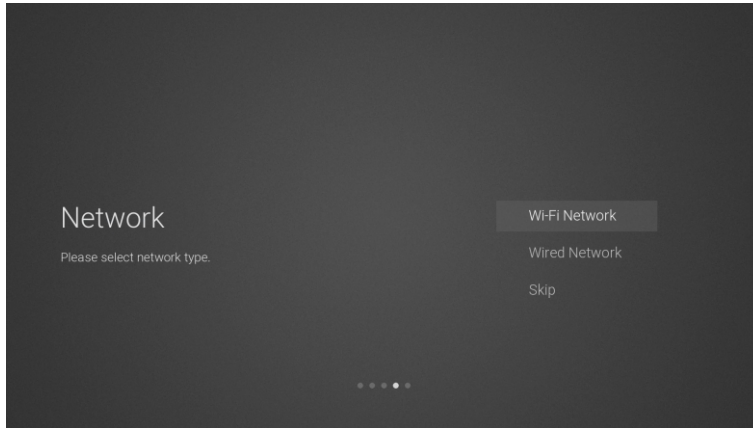 Network
Please select network type.
Wi-Fi Network
Wired Network
Skip